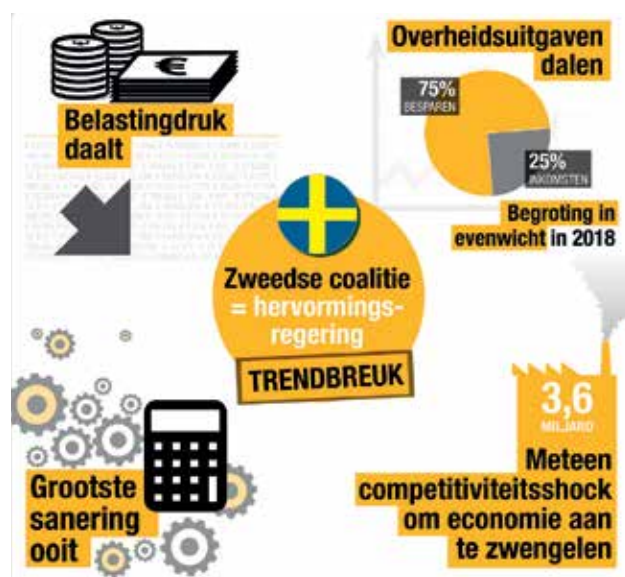 Belastingdruk
daalt
Overheidsuitgaven
dalen
75%
BESPAREN
25%
INKOMSTEN
Begroting in
evenwicht in 2018
Zweedse coalitie
= hervormings-
regering
TRENDBREUK
Grootste
sanering
ooit
3,6
MILJARD
Meteen
competitiviteitsshock
om economie aan
te zwengelen